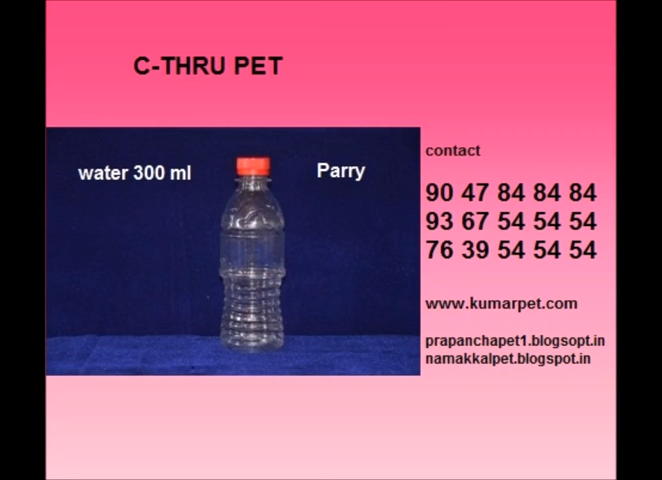 C-THRU PET
water 300 ml
Parry
contact
90 47 84 84 84
93 67 54 54 54
76 39 54 54 54
www.kumarpet.com
prapanchapet1.blogsopt.in
namakkalpet.blogspot.in